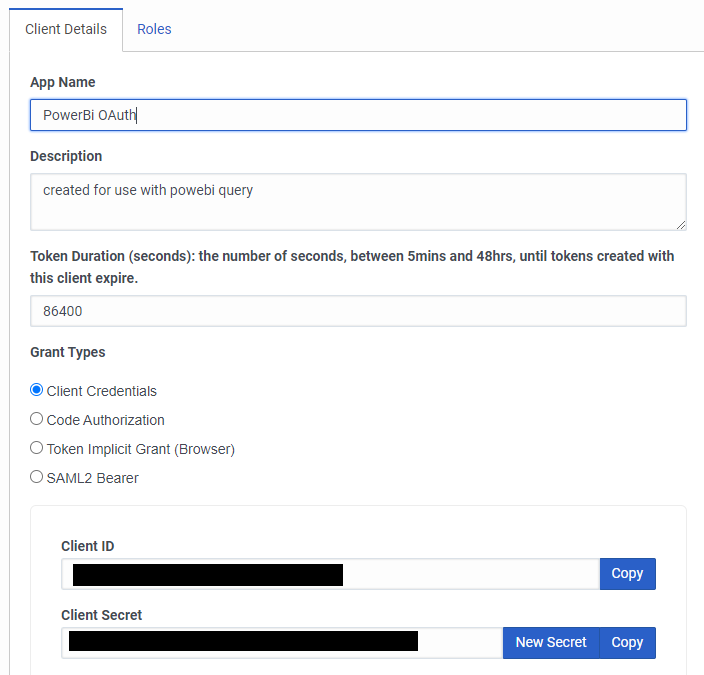 Client Details Roles
App Name
PowerBi OAuth
Description
created for use with powebi query
Token Duration (seconds): the number of seconds, between 5mins and 48hrs, until tokens created with
this client expire.
86400
Grant Types
Client Credentials
Code Authorization
Token Implicit Grant (Browser)
SAML2 Bearer
Client ID
Copy
Client Secret
New Secret Copy